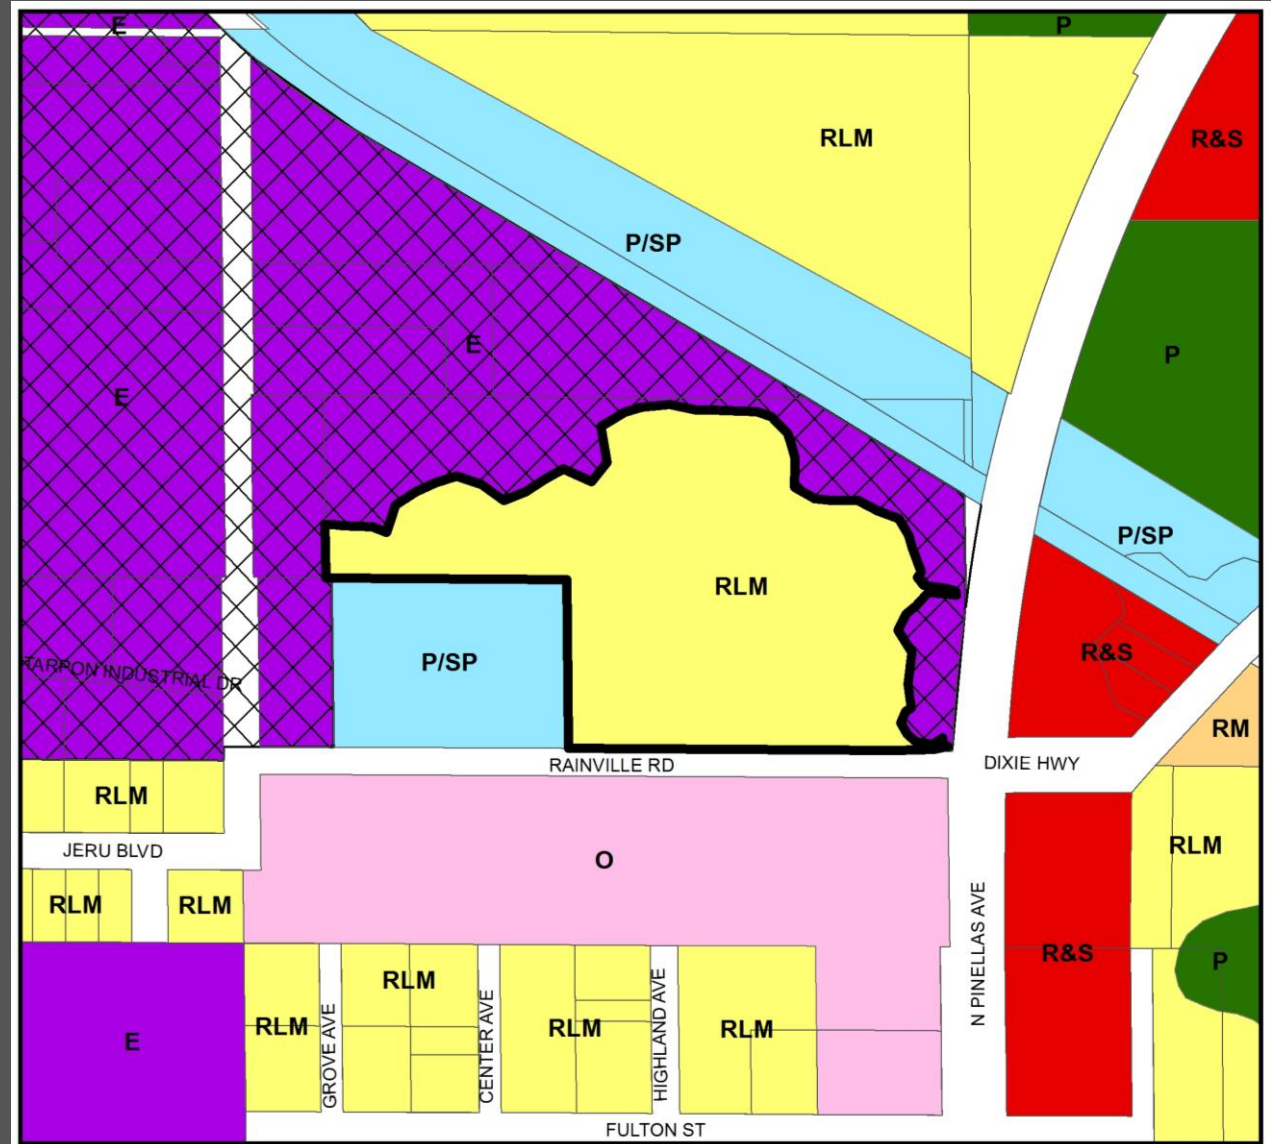 E
P
RLM
R&S
P/SP
E
P
E
P/SP
RLM
R&S
P/SP
TARPON INDUSTRIAL DR
RM
RAINVILLE RD
DIXIE HWY
RLM
JERU BLVD
RLM
O
RLM
RLM
N PINELLAS AVE
R&S
P
RLM
GROVE AVE
RLM
CENTER AVE
RLM
HIGHLAND AVE
RLM
E
FULTON ST